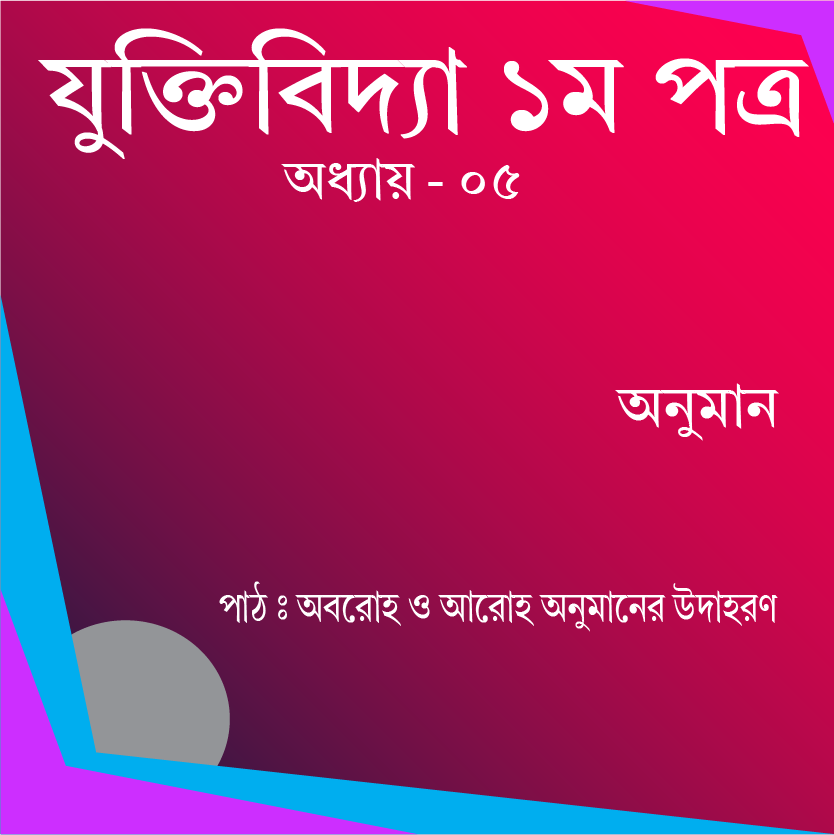 যুক্তিবিদ্যা ১ম পত্র
অধ্যায় - ০৫
অনুমান
পাঠ ঃ অবরোহ ও আরোহ অনুমানের উদাহরণ